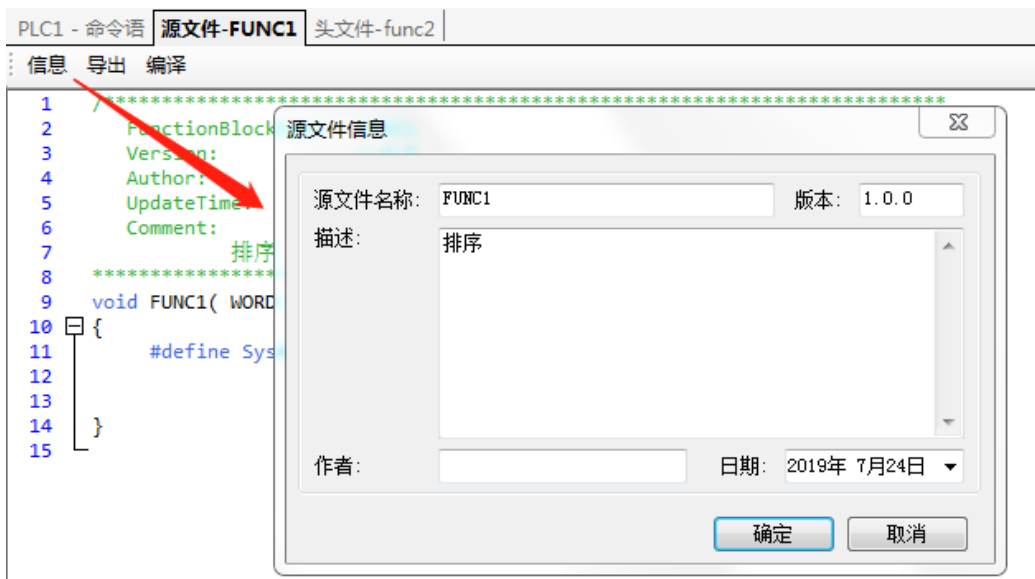 PLC1 - 命令语 源文件-FUNC1 头文件-func2
信息 导出 编译
1 /***************************************************************************
2 FunctionBlock
3 Version:
4 Author:
5 UpdateTime:
6 Comment:
7 排序
8 ****************
9 void FUNC1( WORD
10 {
11 #define Sys
12
13
14 }
15
源文件信息
源文件名称: FUNC1 版本: 1.0.0
描述: 排序
作者: 日期: 2019年 7月24日
确定 取消